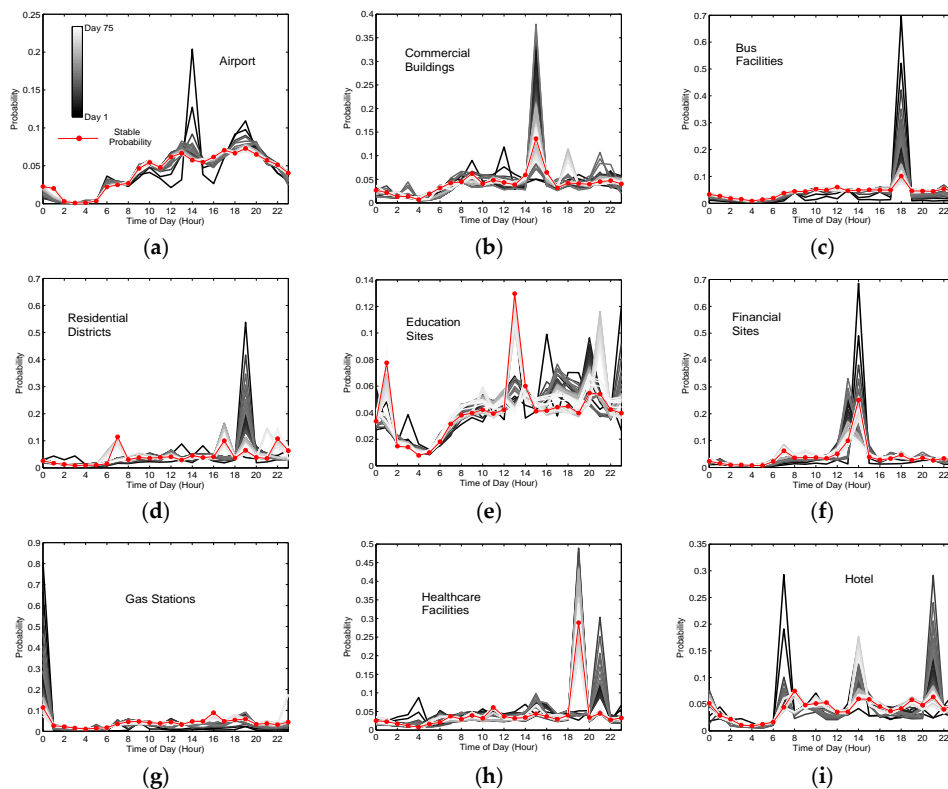 0.25
0.2
0.15
0.1
0.05
0
Probability
Day 75
Day 1
Stable
Probability
Airport
0 2 4 6 8 10 12 14 16 18 20 22
Time of Day (Hour)
(a)
0.4
0.35
0.3
0.25
0.2
0.15
0.1
0.05
0
Probability
Commercial
Buildings
0 2 4 6 8 10 12 14 16 18 20 22
Time of Day (Hour)
(b)
0.7
0.6
0.5
0.4
0.3
0.2
0.1
0
Probability
Bus
Facilities
0 2 4 6 8 10 12 14 16 18 20 22
Time of Day (Hour)
(c)
0.7
0.6
0.5
0.4
0.3
0.2
0.1
0
Probability
Residential
Districts
0 2 4 6 8 10 12 14 16 18 20 22
Time of Day (Hour)
(d)
0.14
0.12
0.1
0.08
0.06
0.04
0.02
0
Probability
Education
Sites
0 2 4 6 8 10 12 14 16 18 20 22
Time of Day (Hour)
(e)
0.7
0.6
0.5
0.4
0.3
0.2
0.1
0
Probability
Financial
Sites
0 2 4 6 8 10 12 14 16 18 20 22
Time of Day (Hour)
(f)
0.9
0.8
0.7
0.6
0.5
0.4
0.3
0.2
0.1
0
Probability
Gas Stations
0 2 4 6 8 10 12 14 16 18 20 22
Time of Day (Hour)
(g)
0.5
0.45
0.4
0.35
0.3
0.25
0.2
0.15
0.1
0.05
0
Probability
Healthcare
Facilities
0 2 4 6 8 10 12 14 16 18 20 22
Time of Day (Hour)
(h)
0.35
0.3
0.25
0.2
0.15
0.1
0.05
0
Probability
Hotel
0 2 4 6 8 10 12 14 16 18 20 22
Time of Day (Hour)
(i)